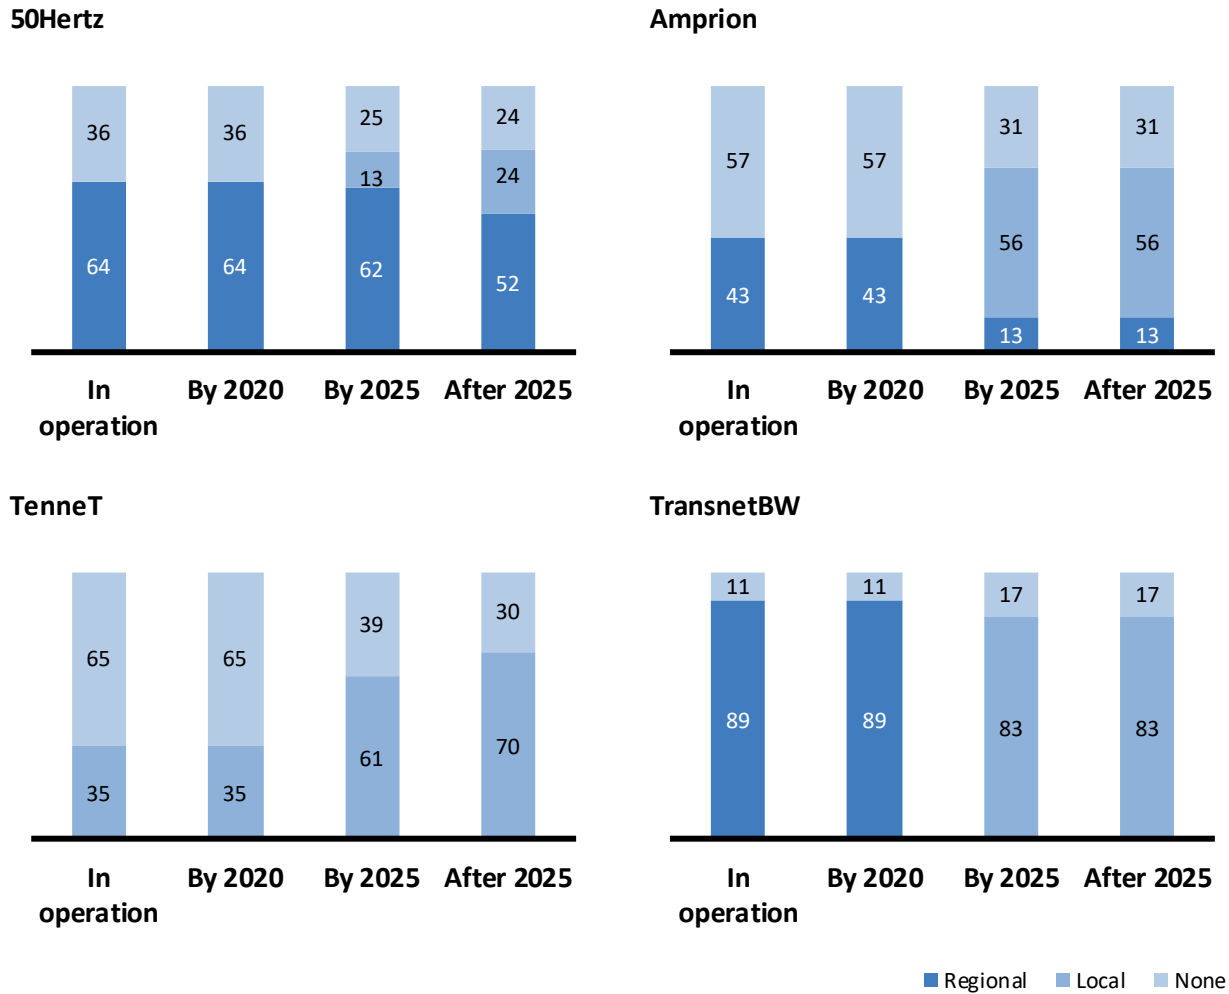 50Hertz
36 36 25 24
13 24
64 64 62 52
In operation By 2020 By 2025 After 2025
Amprion
57 57 31 31
56 56
43 43 13 13
In operation By 2020 By 2025 After 2025
TenneT
65 65 39 30
35 35 61 70
In operation By 2020 By 2025 After 2025
TransnetBW
11 11 17 17
89 89 83 83
In operation By 2020 By 2025 After 2025
Regional Local None